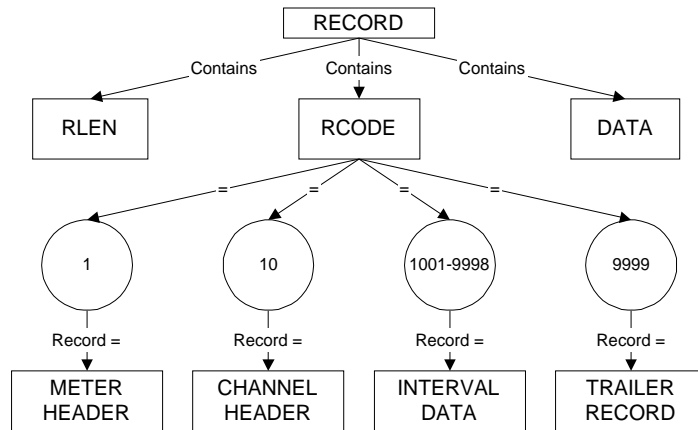 RECORD
Contains
Contains
Contains
RLEN
RCODE
DATA
=
=
=
=
1
10
1001-9998
9999
Record =
Record =
Record =
Record =
METER
HEADER
CHANNEL
HEADER
INTERVAL
DATA
TRAILER
RECORD